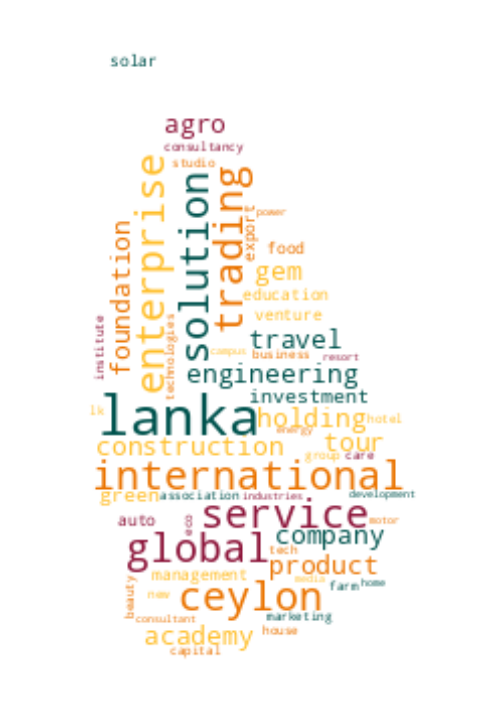 solar
agro
consultancy
studio
enterprise
solution
trading
power
export
foundation
food
gem
education
venture
institute
technologies
travel
campus
business
resort
engineering
investment
lanka
lk
holding
hotel
energy
construction
tour
group
care
international
green
association
industries
development
auto
service
motor
company
global
tech
product
management
media
beauty
new
ceylon
farm
home
consultant
marketing
academy
house
capital